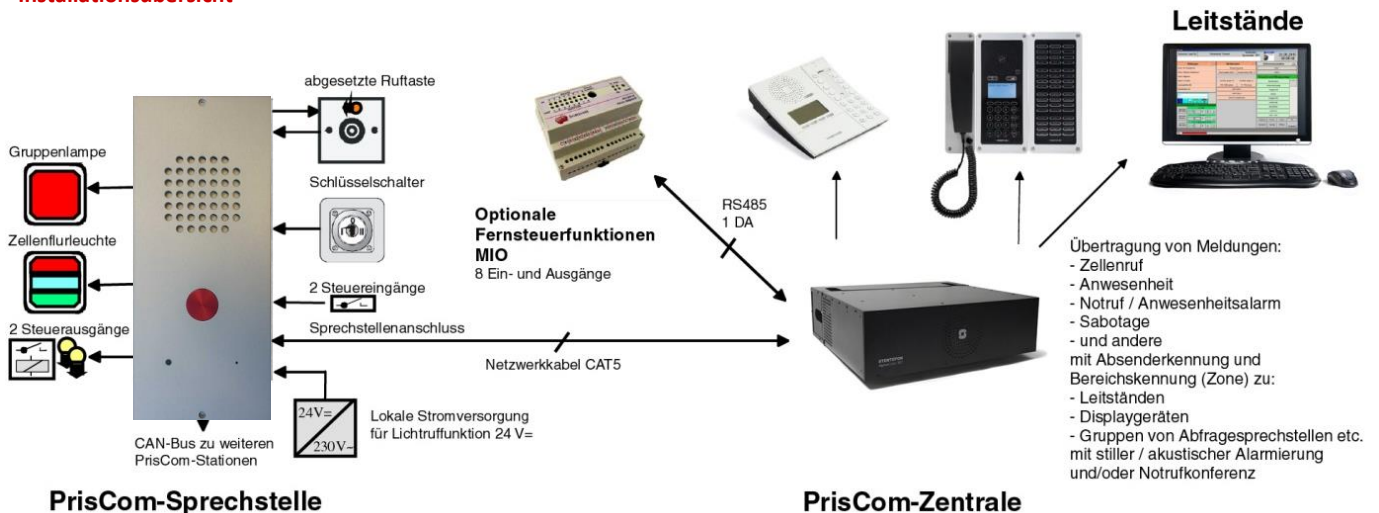 Installationsübersicht
Leitstände
abgesetzte Ruftaste
Gruppenlampe
Schlüsselschalter
Zellenflurleuchte
2 Steuereingänge
2 Steuerausgänge
Sprechstellenanschluss
Netzwerkkabel CAT5
24V=
230V~
Lokale Stromversorgung
für Lichtruffunktion 24 V=
CAN-Bus zu weiteren
PrisCom-Stationen
PrisCom-Sprechstelle
Optionale
Fernsteuerfunktionen
MIO
8 Ein- und Ausgänge
RS485
1 DA
Übertragung von Meldungen:
- Zellenruf
- Anwesenheit
- Notruf / Anwesenheitsalarm
- Sabotage
- und andere
mit Absenderkennung und
Bereichskennung (Zone) zu:
- Leitständen
- Displaygeräten
- Gruppen von Abfragesprechstellen etc.
mit stiller / akustischer Alarmierung
und/oder Notrufkonferenz
PrisCom-Zentrale